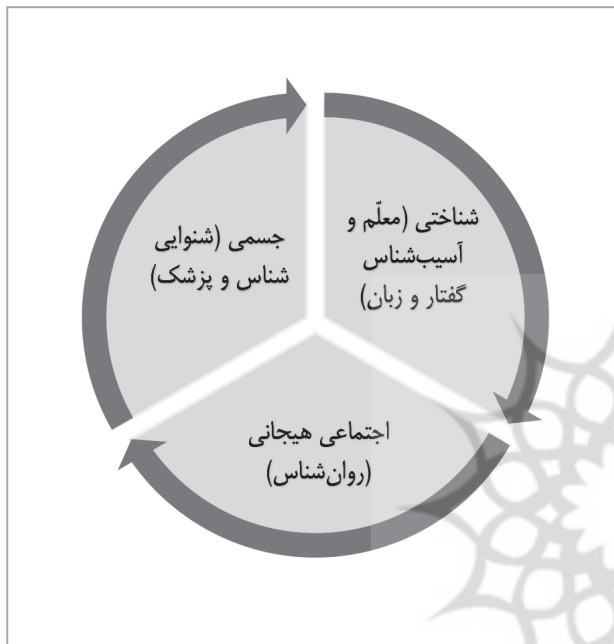 شناختی (معلّم و
آسیب‌شناس
گفتار و زبان)
جسمی (شنوایی
شناس و پزشک)
اجتماعی هیجانی
(روان‌شناس)